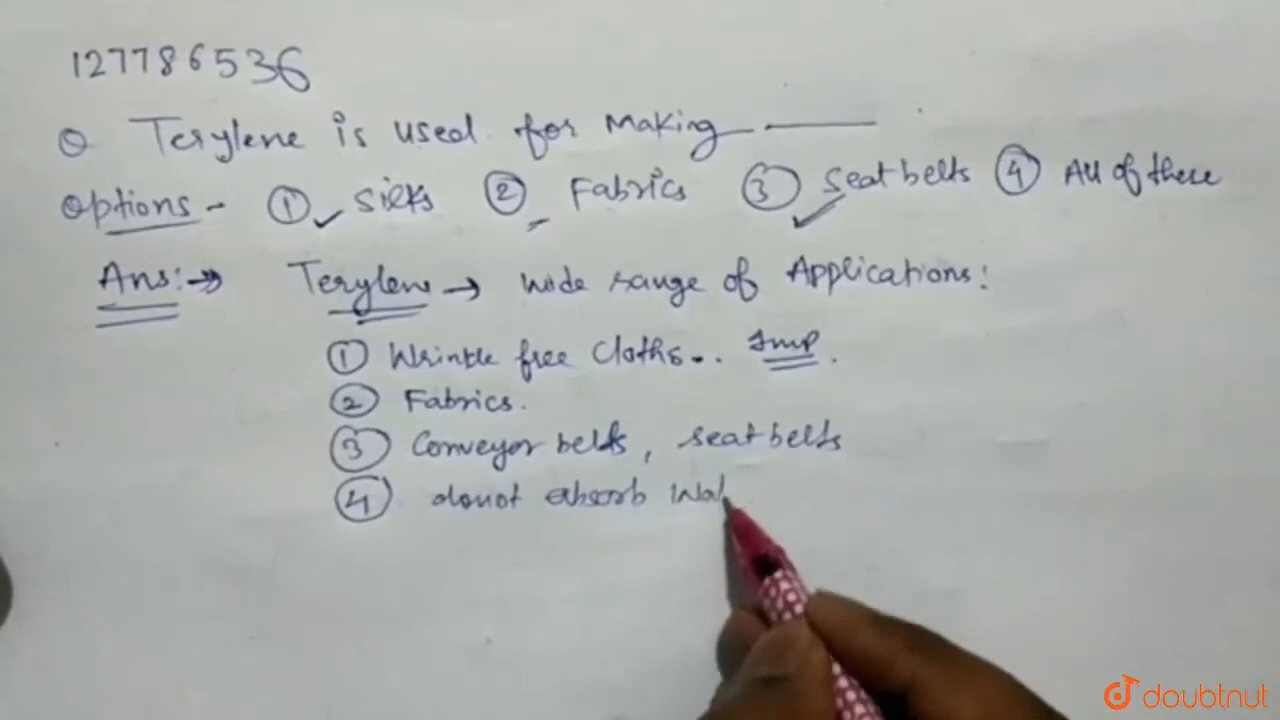 127786536
Q Terylene is used for making ———.
Options - ① Silks ② Fabrics ③ Seat belts ④ All of these
Ans:->> Terylene → wide range of Applications:
① Wrinkle free Cloths.. Imp.
② Fabrics.
③ Conveyor belts, seat belts
④ donot absorb Wat
doubtnut